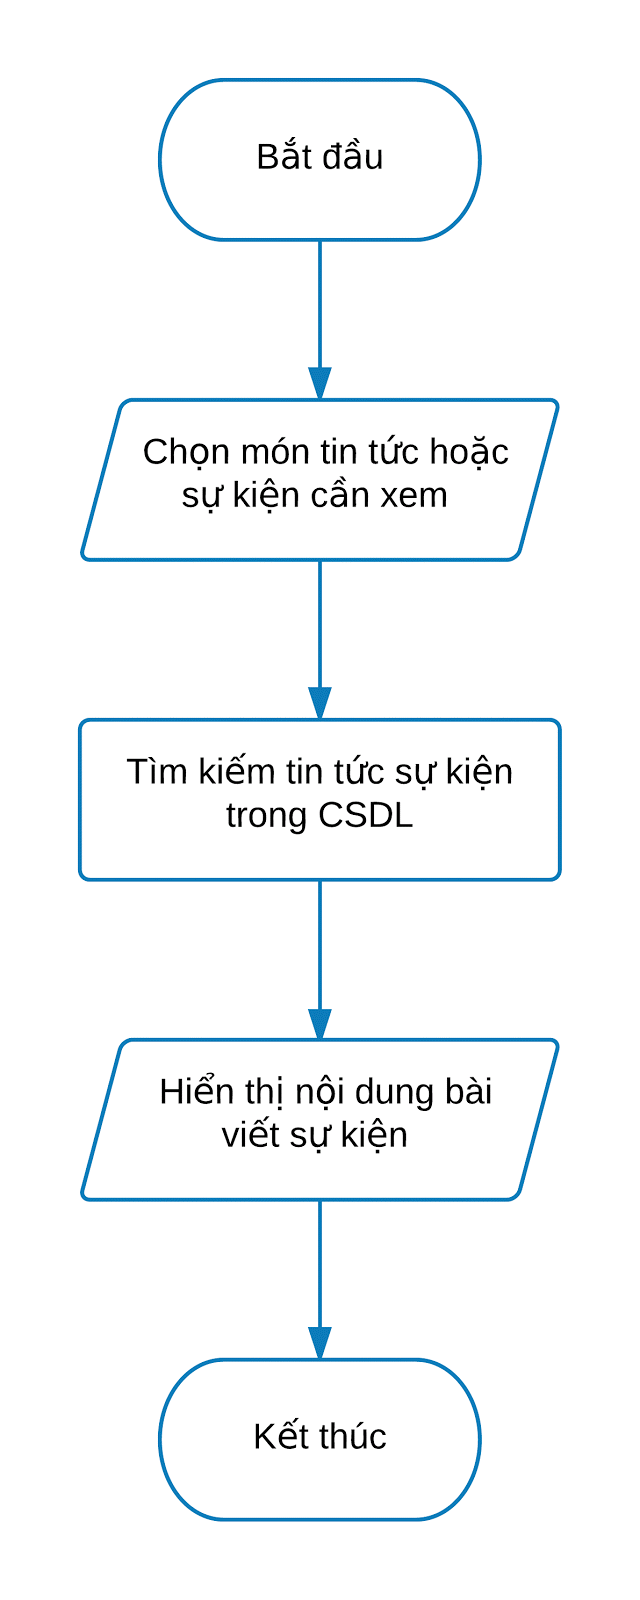 Bắt đầu
Chọn món tin tức hoặc
sự kiện cần xem
Tìm kiếm tin tức sự kiện
trong CSDL
Hiển thị nội dung bài
viết sự kiện
Kết thúc